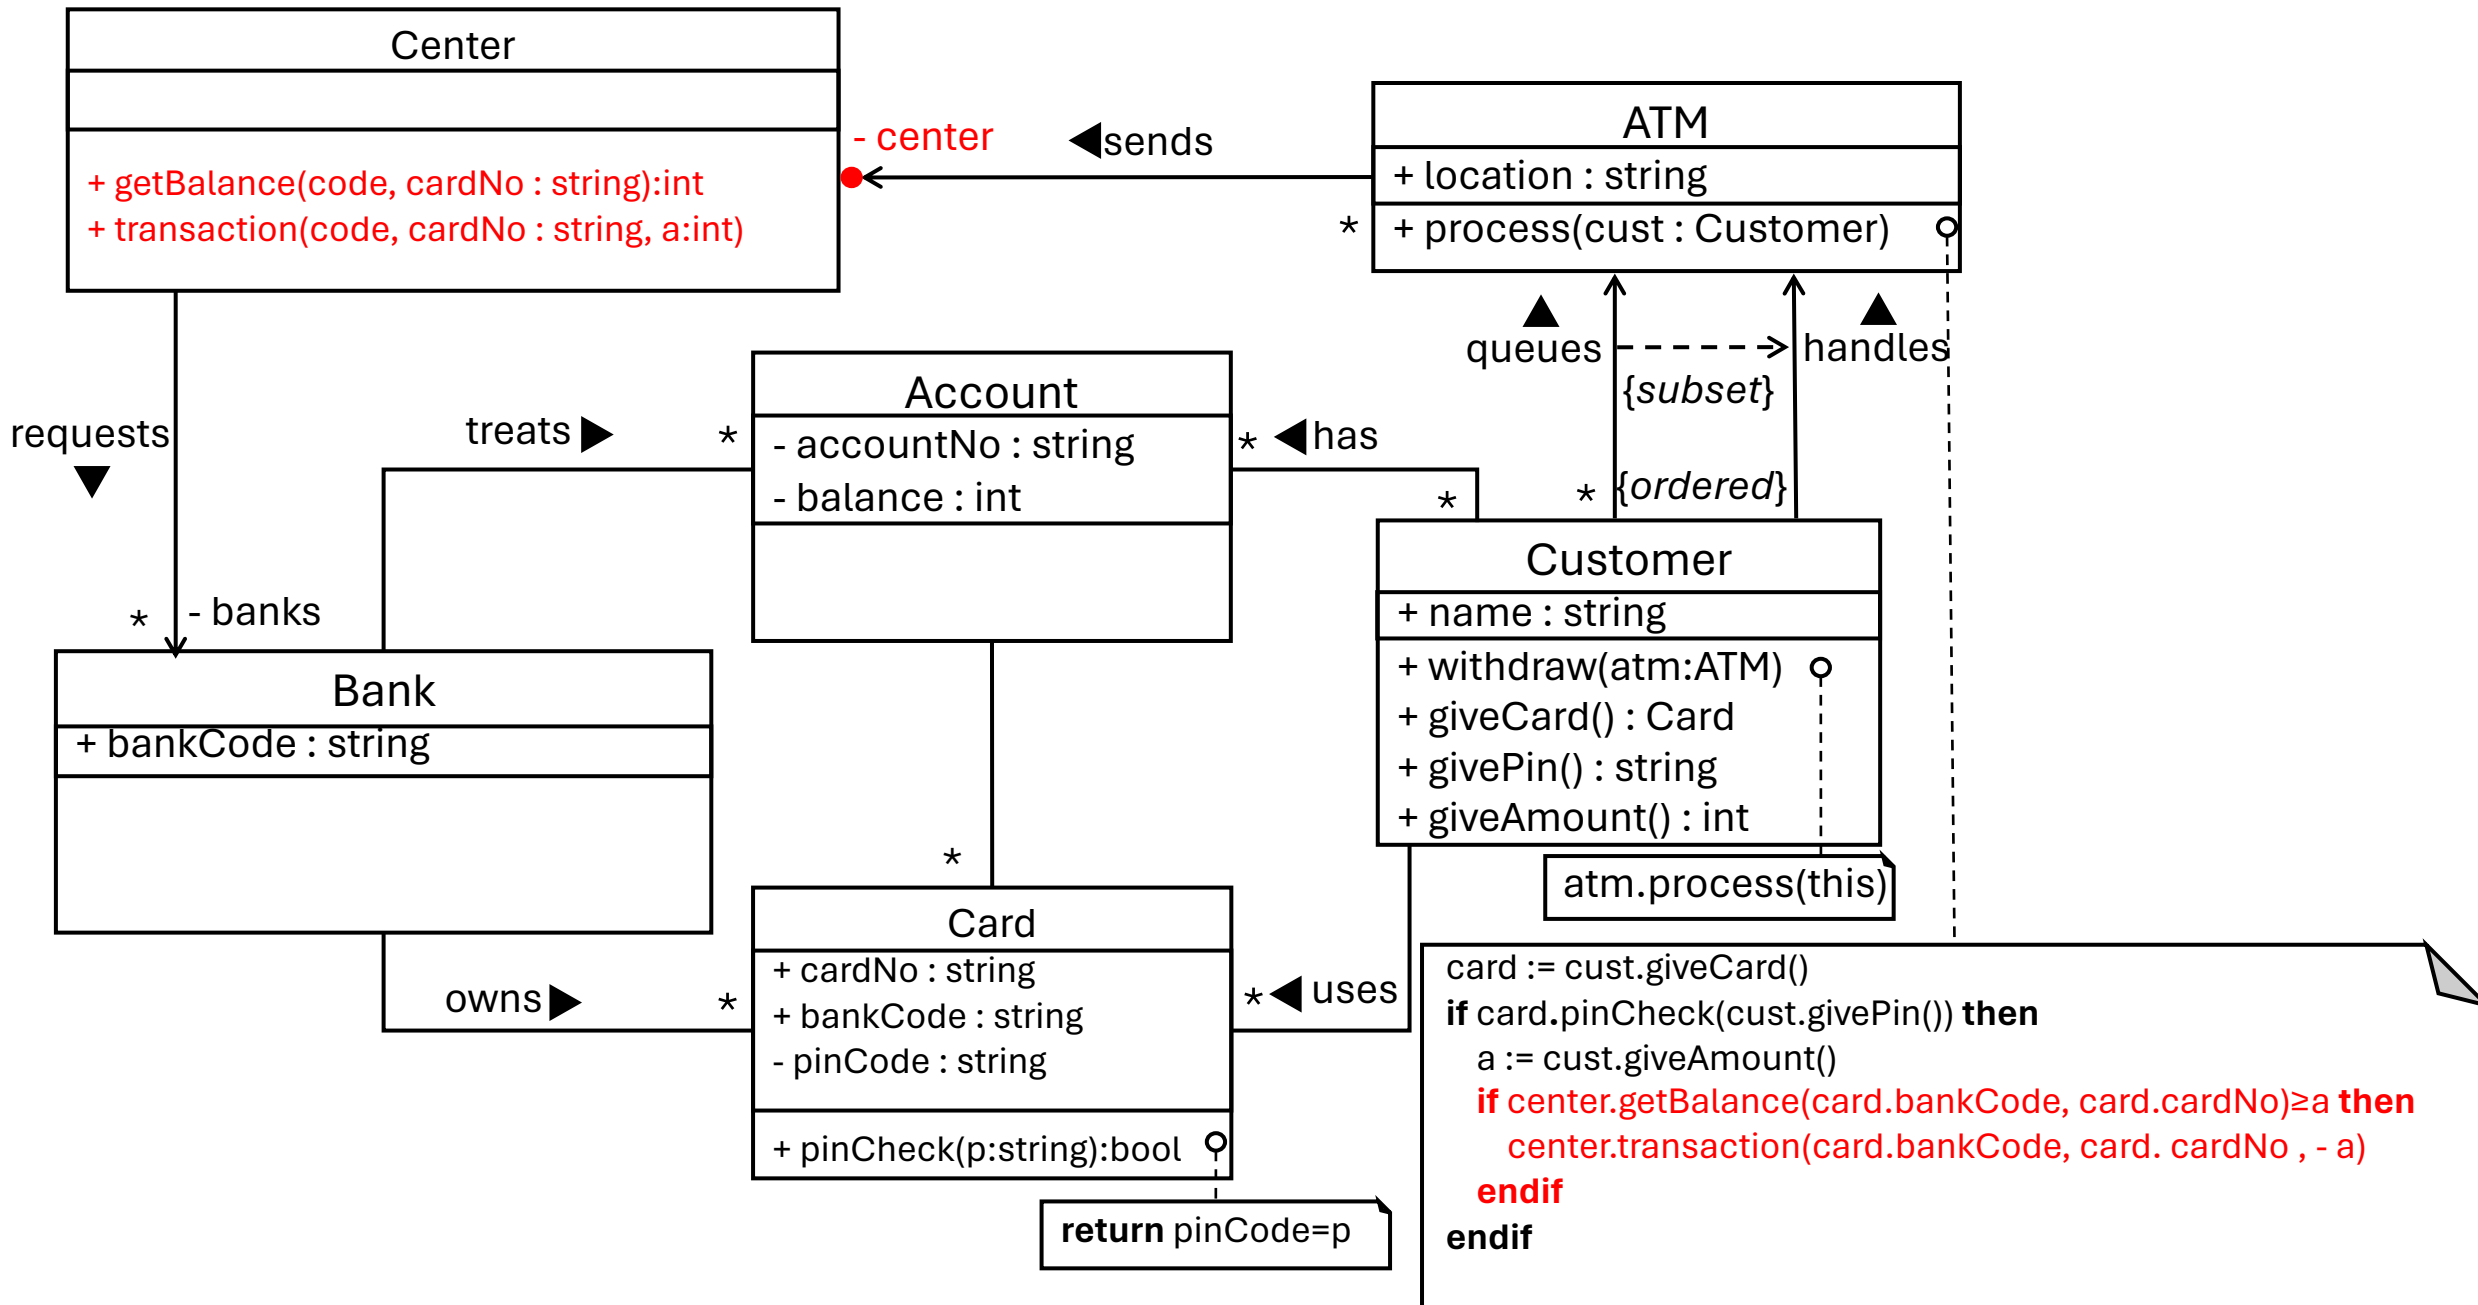 Center
+ getBalance(code, cardNo : string):int
+ transaction(code, cardNo : string, a:int)
- center
sends
ATM
+ location : string
*
+ process(cust : Customer)
queues
handles
{subset}
{ordered}
*
requests
treats
*
Account
- accountNo : string
- balance : int
*
has
*
* - banks
Bank
+ bankCode : string
Customer
+ name : string
+ withdraw(atm:ATM)
+ giveCard() : Card
+ givePin() : string
+ giveAmount() : int
atm.process(this)
*
owns
*
Card
+ cardNo : string
+ bankCode : string
- pinCode : string
+ pinCheck(p:string):bool
*
uses
return pinCode=p
card := cust.giveCard()
if card.pinCheck(cust.givePin()) then
a := cust.giveAmount()
if center.getBalance(card.bankCode, card.cardNo)≥a then
center.transaction(card.bankCode, card. cardNo , - a)
endif
endif